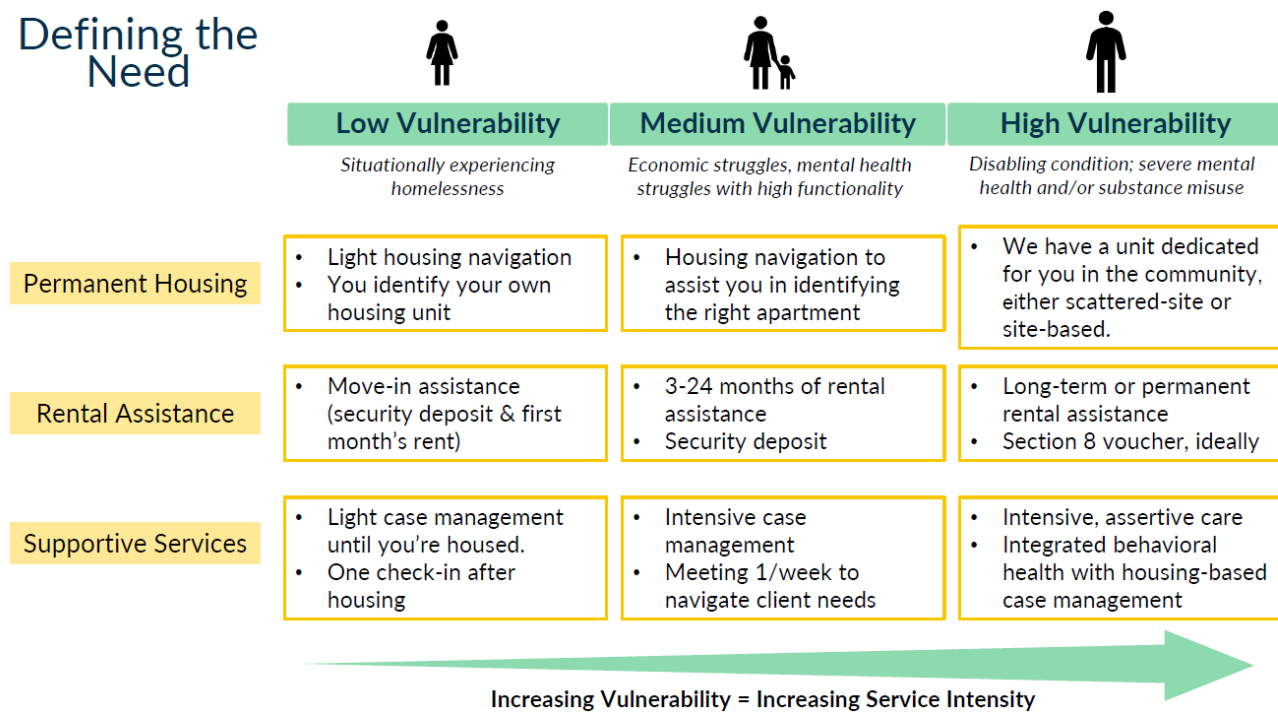 Defining the
Need
Low Vulnerability
Medium Vulnerability
High Vulnerability
Situationally experiencing
homelessness
Economic struggles, mental health
struggles with high functionality
Disabling condition; severe mental
health and/or substance misuse
Permanent Housing
• Light housing navigation
• You identify your own
housing unit
• Housing navigation to
assist you in identifying
the right apartment
• We have a unit dedicated
for you in the community,
either scattered-site or
site-based.
Rental Assistance
• Move-in assistance
(security deposit & first
month's rent)
• 3-24 months of rental
assistance
• Security deposit
• Long-term or permanent
rental assistance
• Section 8 voucher, ideally
Supportive Services
• Light case management
until you're housed.
• One check-in after
housing
• Intensive case
management
• Meeting 1/week to
navigate client needs
• Intensive, assertive care
• Integrated behavioral
health with housing-based
case management
Increasing Vulnerability = Increasing Service Intensity